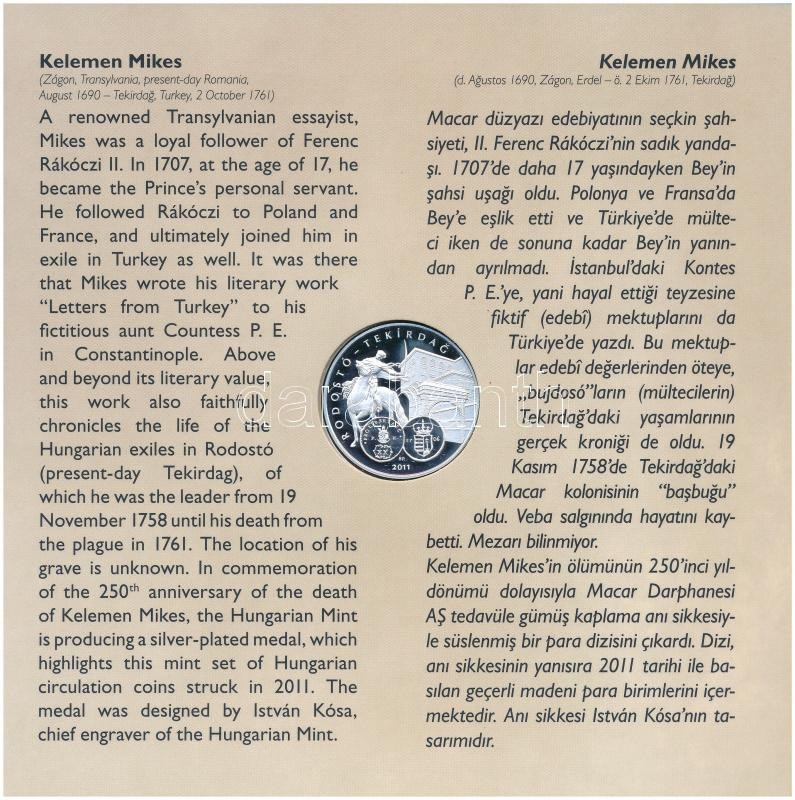 Kelemen Mikes
(Zágon, Transylvania, present-day Romania,
August 1690 – Tekirdağ, Turkey, 2 October 1761)
A renowned Transylvanian essayist,
Mikes was a loyal follower of Ferenc
Rákóczi II. In 1707, at the age of 17, he
became the Prince's personal servant.
He followed Rákóczi to Poland and
France, and ultimately joined him in
exile in Turkey as well. It was there
that Mikes wrote his literary work
“Letters from Turkey” to his
fictitious aunt Countess P. E.
in Constantinople. Above
and beyond its literary value,
this work also faithfully
chronicles the life of the
Hungarian exiles in Rodostó
(present-day Tekirdag), of
which he was the leader from 19
November 1758 until his death from
the plague in 1761. The location of his
grave is unknown. In commemoration
of the 250th anniversary of the death
of Kelemen Mikes, the Hungarian Mint
is producing a silver-plated medal, which
highlights this mint set of Hungarian
circulation coins struck in 2011. The
medal was designed by István Kósa,
chief engraver of the Hungarian Mint.
RODOSTÓ - TEKİRDAĞ
2011
darabanth
Kelemen Mikes
(d. Ağustos 1690, Zágon, Erdel – ö. 2 Ekim 1761, Tekirdağ)
Macar düzyazı edebiyatının seçkin şah-
siyeti, II. Ferenc Rákóczi'nin sadık yanda-
şı. 1707'de daha 17 yaşındayken Bey'in
şahsi uşağı oldu. Polonya ve Fransa'da
Bey'e eşlik etti ve Türkiye'de mülte-
ci iken de sonuna kadar Bey'in yanın-
dan ayrılmadı. İstanbul'daki Kontes
P. E.'ye, yani hayal ettiği teyzesine
fiktif (edebî) mektuplarını da
Türkiye'de yazdı. Bu mektup-
lar edebî değerlerinden öteye,
„bujdosó”ların (mültecilerin)
Tekirdağ'daki yaşamlarının
gerçek kroniği de oldu. 19
Kasım 1758'de Tekirdağ'daki
Macar kolonisinin “başbuğu”
oldu. Veba salgınında hayatını kay-
betti. Mezarı bilinmiyor.
Kelemen Mikes'in ölümünün 250'inci yıl-
dönümü dolayısıyla Macar Darphanesi
AŞ tedavüle gümüş kaplama anı sikkesiy-
le süslenmiş bir para dizisini çıkardı. Dizi,
anı sikkesinin yanısıra 2011 tarihi ile ba-
sılan geçerli madeni para birimlerini içer-
mektedir. Anı sikkesi István Kósa'nın ta-
sarımıdır.